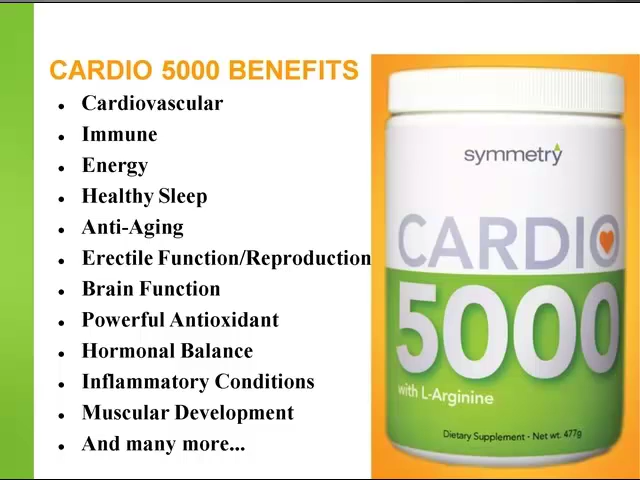 CARDIO 5000 BENEFITS
Cardiovascular
Immune
Energy
Healthy Sleep
Anti-Aging
Erectile Function/Reproduction
Brain Function
Powerful Antioxidant
Hormonal Balance
Inflammatory Conditions
Muscular Development
And many more...
symmetry
CARDIO
5000
with L-Arginine
Dietary Supplement • Net wt. 477g